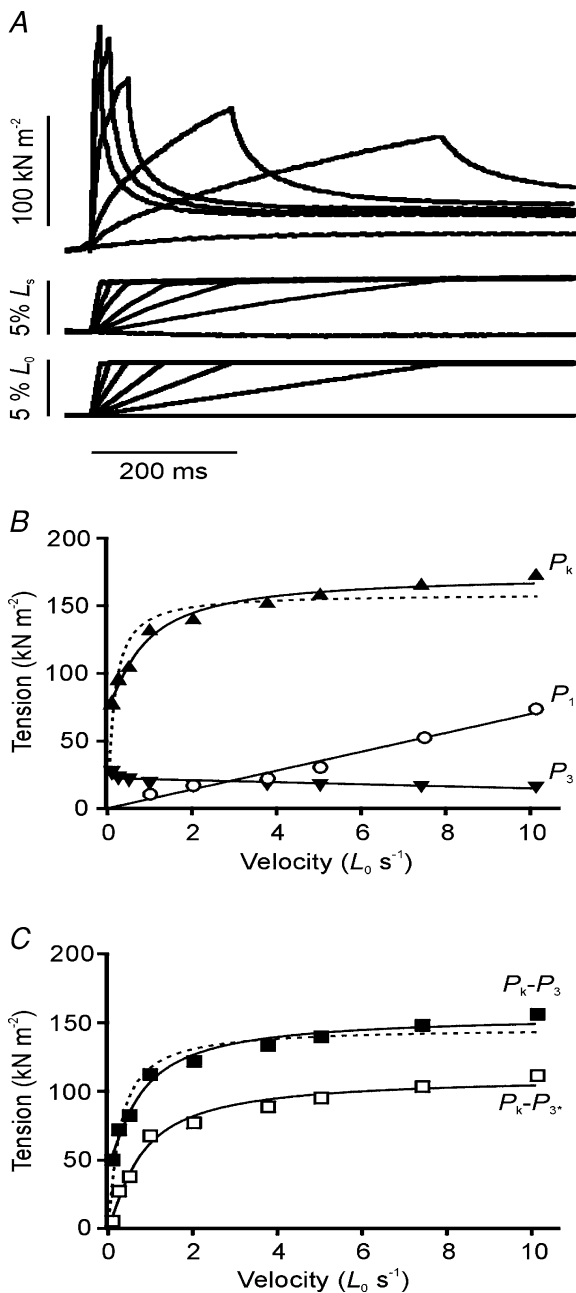 A
100 kN m⁻²
5% Lₛ
5 % L₀
200 ms
B
200
150
100
50
0
Tension (kN m⁻²)
Pₖ
P₁
P₃
0 2 4 6 8 10
Velocity (L₀ s⁻¹)
C
200
150
100
50
0
Tension (kN m⁻²)
Pₖ-P₃
Pₖ-P₃*
0 2 4 6 8 10
Velocity (L₀ s⁻¹)